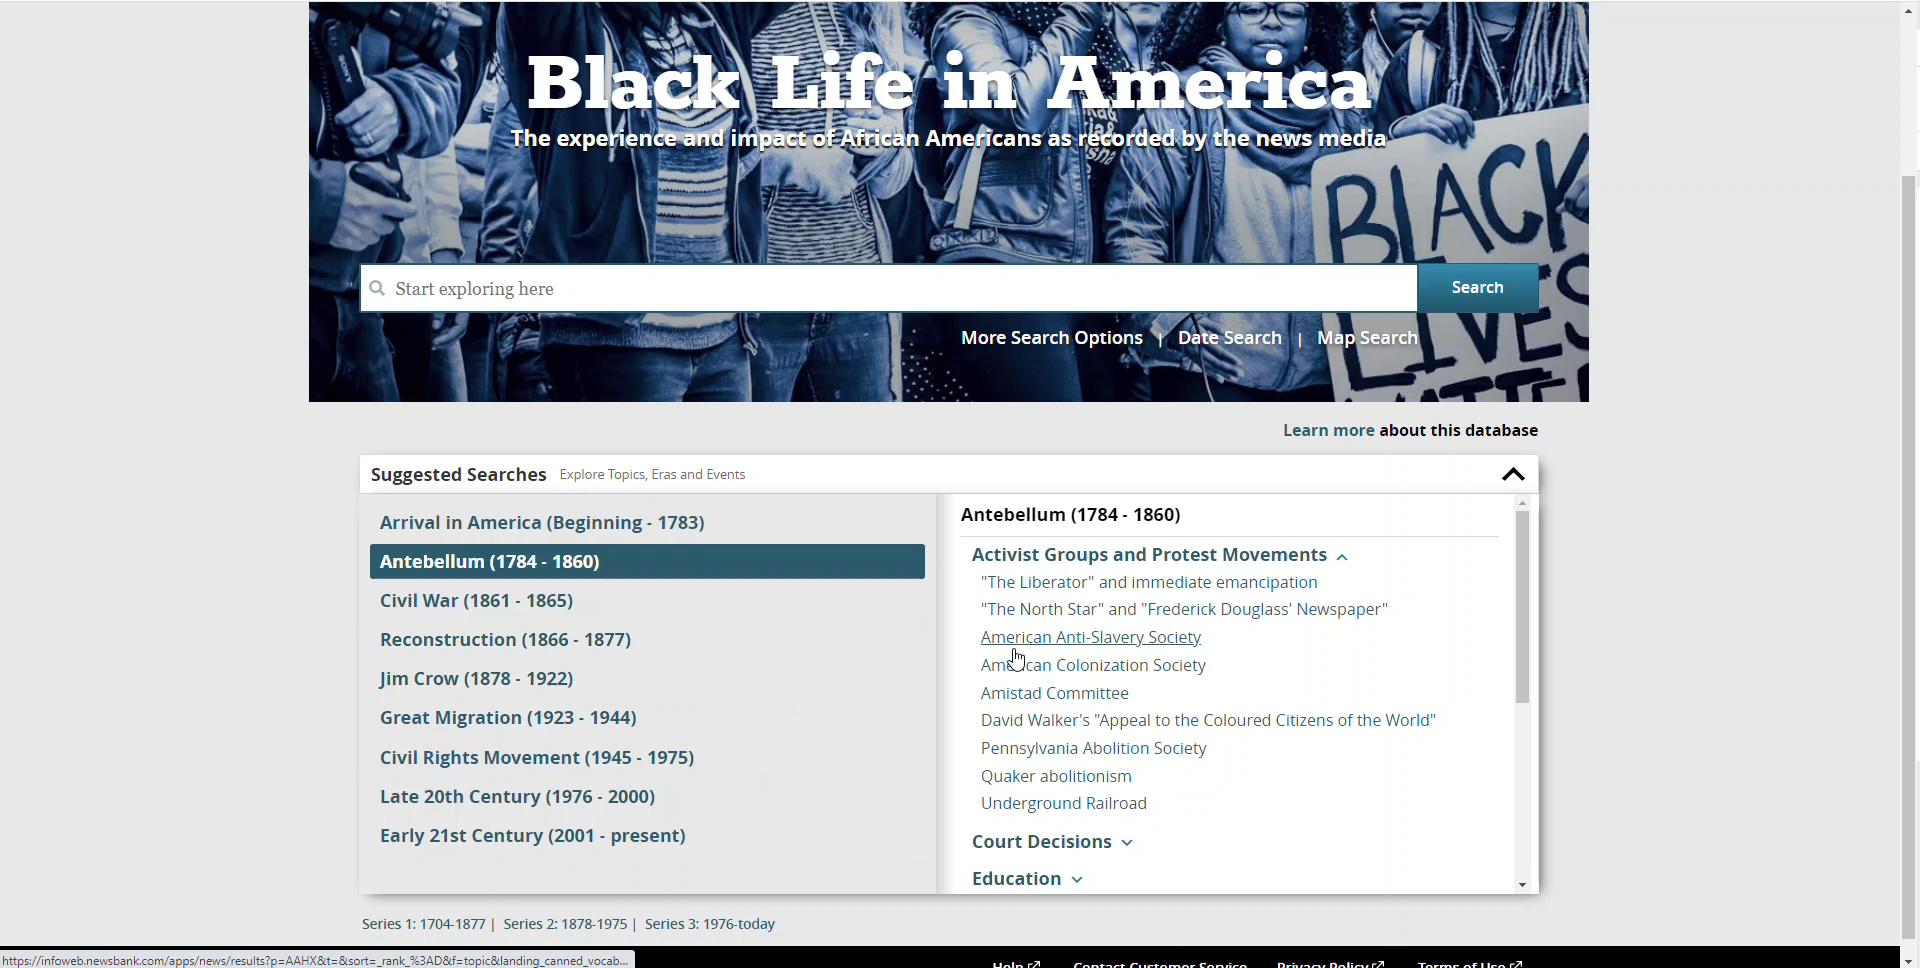 Black Life in America
The experience and impact of African Americans as recorded by the news media
BLACK
LIVES
MATTER
Start exploring here
Search
More Search Options | Date Search | Map Search
Learn more about this database
Suggested Searches Explore Topics, Eras and Events
Arrival in America (Beginning - 1783)
Antebellum (1784 - 1860)
Civil War (1861 - 1865)
Reconstruction (1866 - 1877)
Jim Crow (1878 - 1922)
Great Migration (1923 - 1944)
Civil Rights Movement (1945 - 1975)
Late 20th Century (1976 - 2000)
Early 21st Century (2001 - present)
Antebellum (1784 - 1860)
Activist Groups and Protest Movements
"The Liberator" and immediate emancipation
"The North Star" and "Frederick Douglass' Newspaper"
American Anti-Slavery Society
American Colonization Society
Amistad Committee
David Walker's "Appeal to the Coloured Citizens of the World"
Pennsylvania Abolition Society
Quaker abolitionism
Underground Railroad
Court Decisions
Education
Series 1: 1704-1877 | Series 2: 1878-1975 | Series 3: 1976-today
https://infoweb.newsbank.com/apps/news/results?p=AAHX&t=&sort=_rank_%3AD&f=topic&landing_canned_vocab...
Help Contact Customer Service Privacy Policy Terms of Use